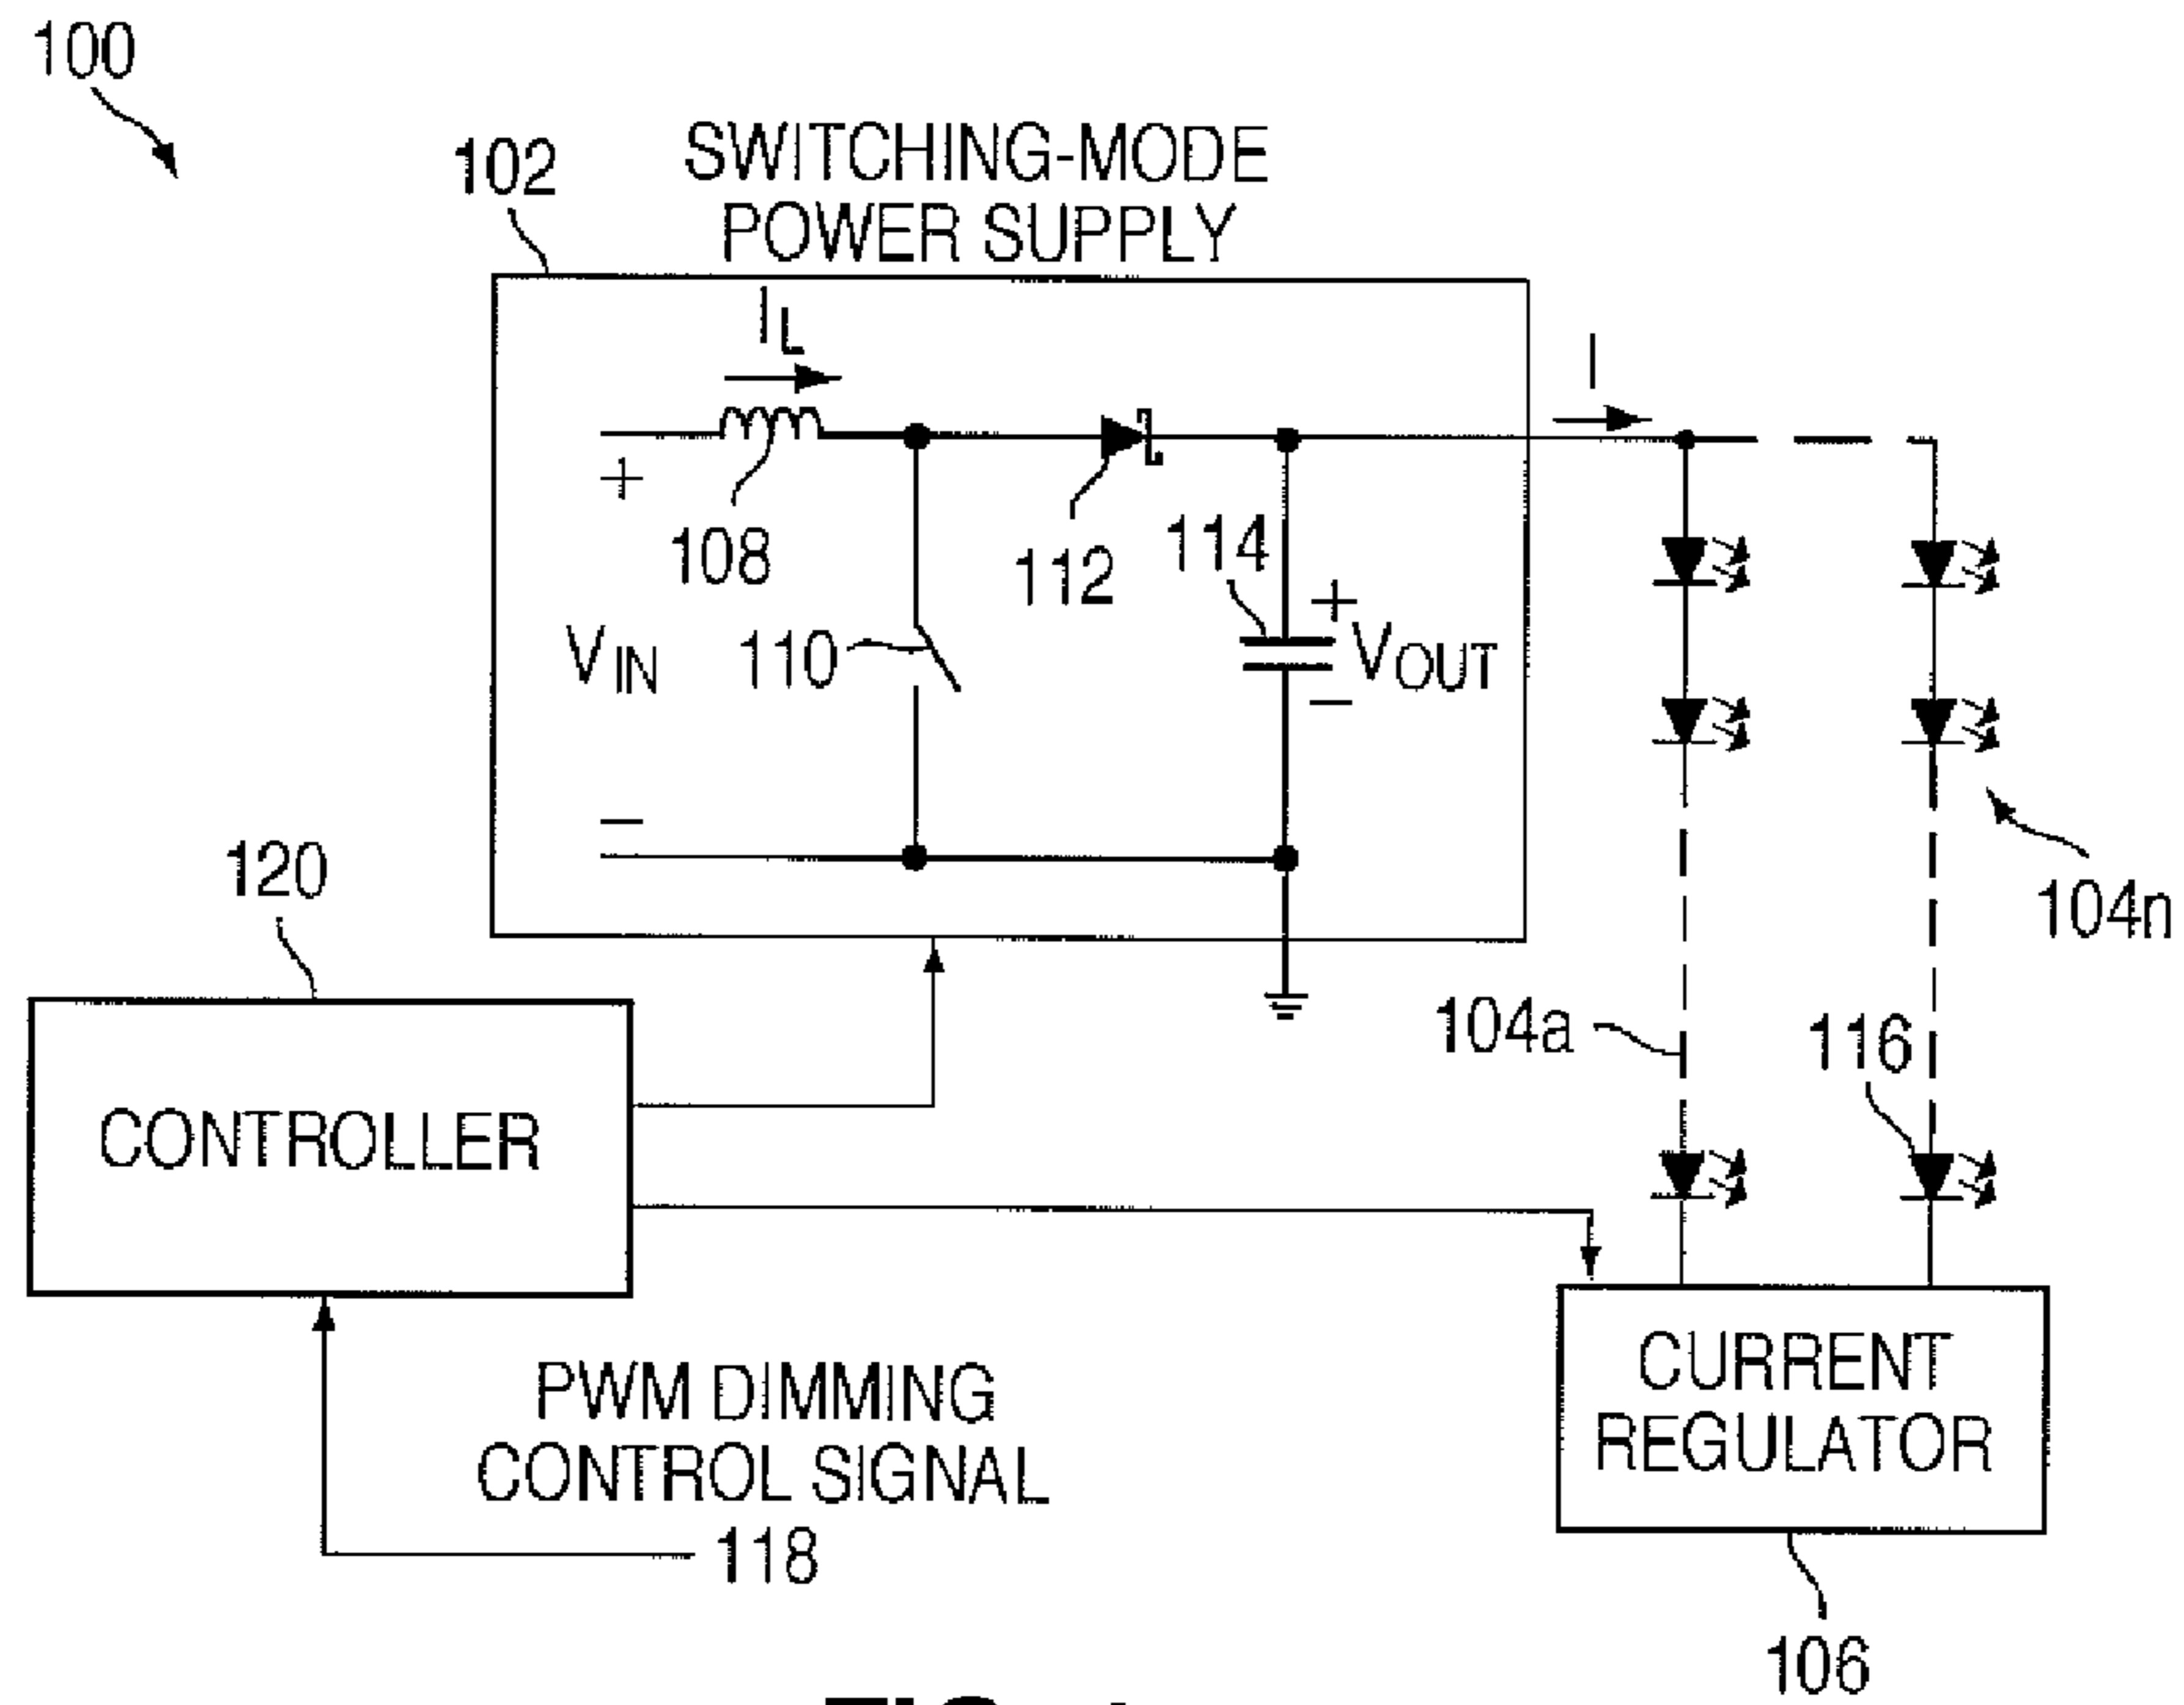 100
102
SWITCHING-MODE
POWER SUPPLY
IL
I
+
108
112
114
+
VIN
110
VOUT
−
−
120
104n
104a
116
CONTROLLER
PWM DIMMING
CONTROL SIGNAL
118
CURRENT
REGULATOR
106